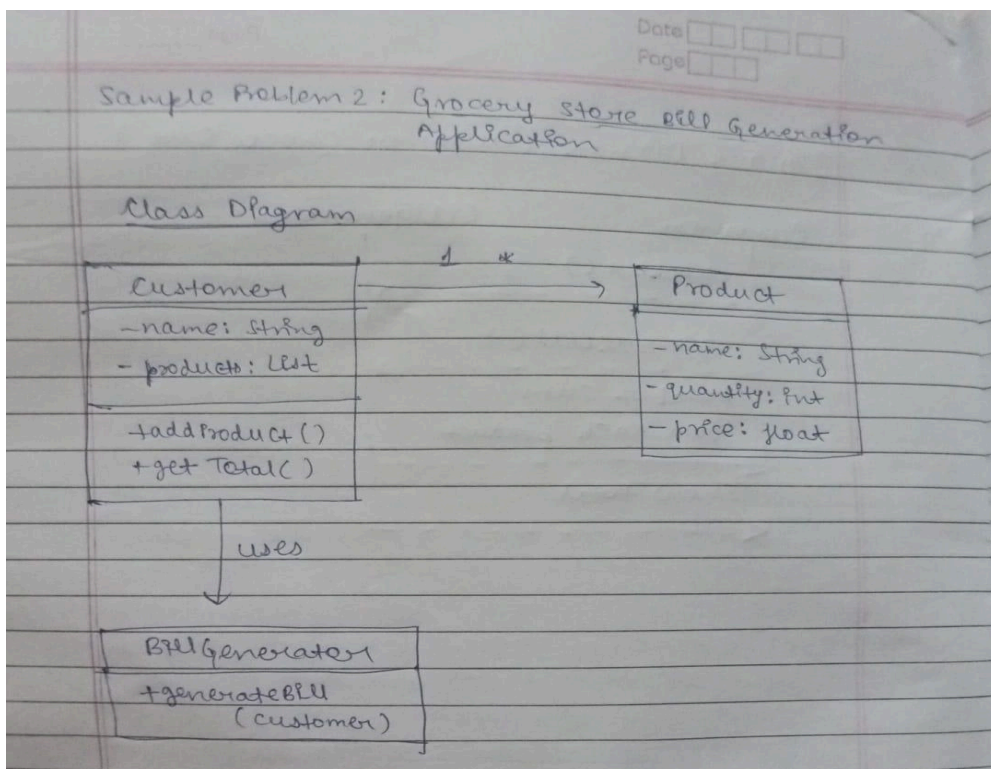 Date
Page
Sample Problem 2: Grocery Store Bill Generation
Application
Class Diagram
1 *
Customer
-name: String
- products: List
+addProduct()
+get Total()
Product
- name: String
- quantity: int
- price: float
uses
BillGenerator
+generateBill
(customer)